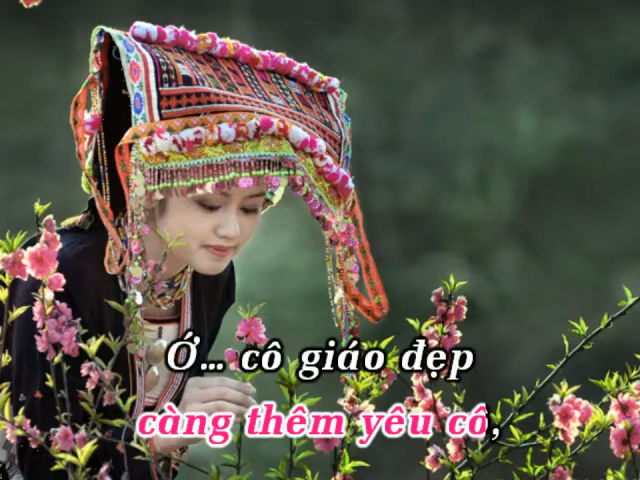 Ớ... cô giáo đẹp
càng thêm yêu cô,